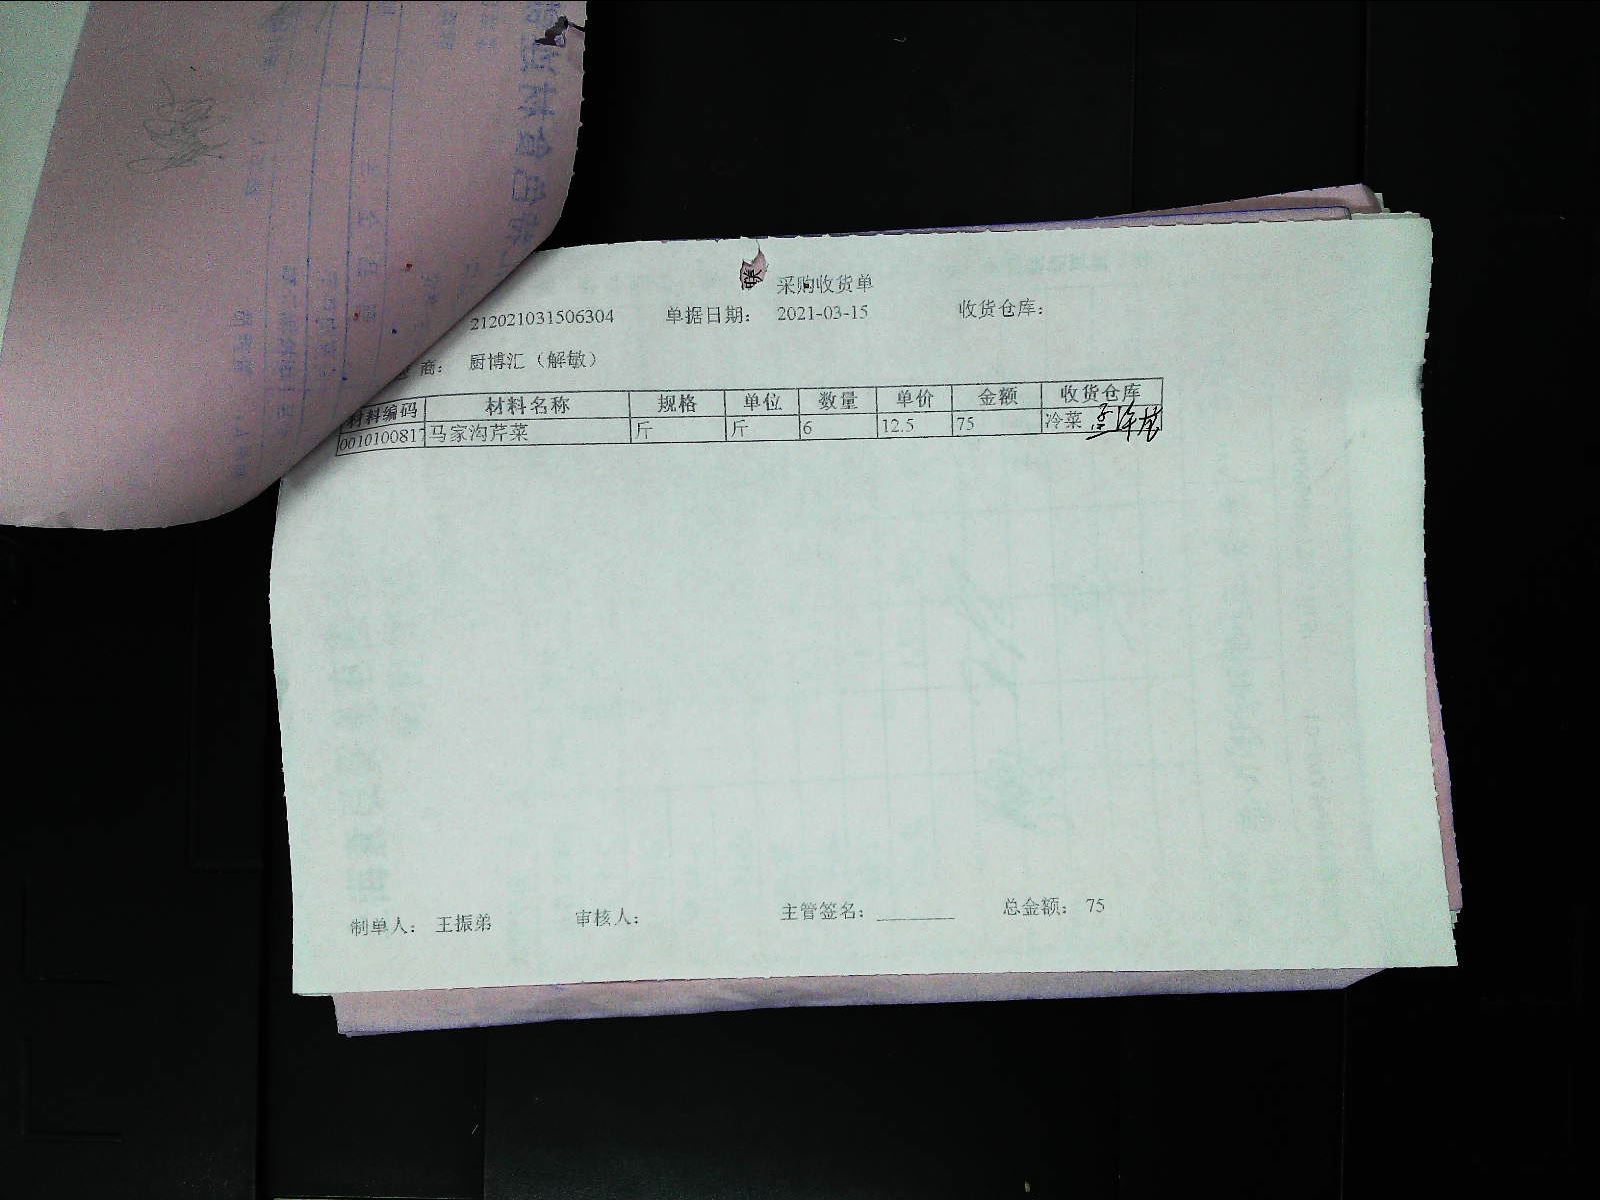 采购收货单
212021031506304 单据日期： 2021-03-15 收货仓库：
商： 厨博汇（解敏）
材料编码 材料名称 规格 单位 数量 单价 金额 收货仓库
0010100817 马家沟芹菜 斤 斤 6 12.5 75 冷菜
制单人： 王振弟 审核人： 主管签名：________ 总金额： 75